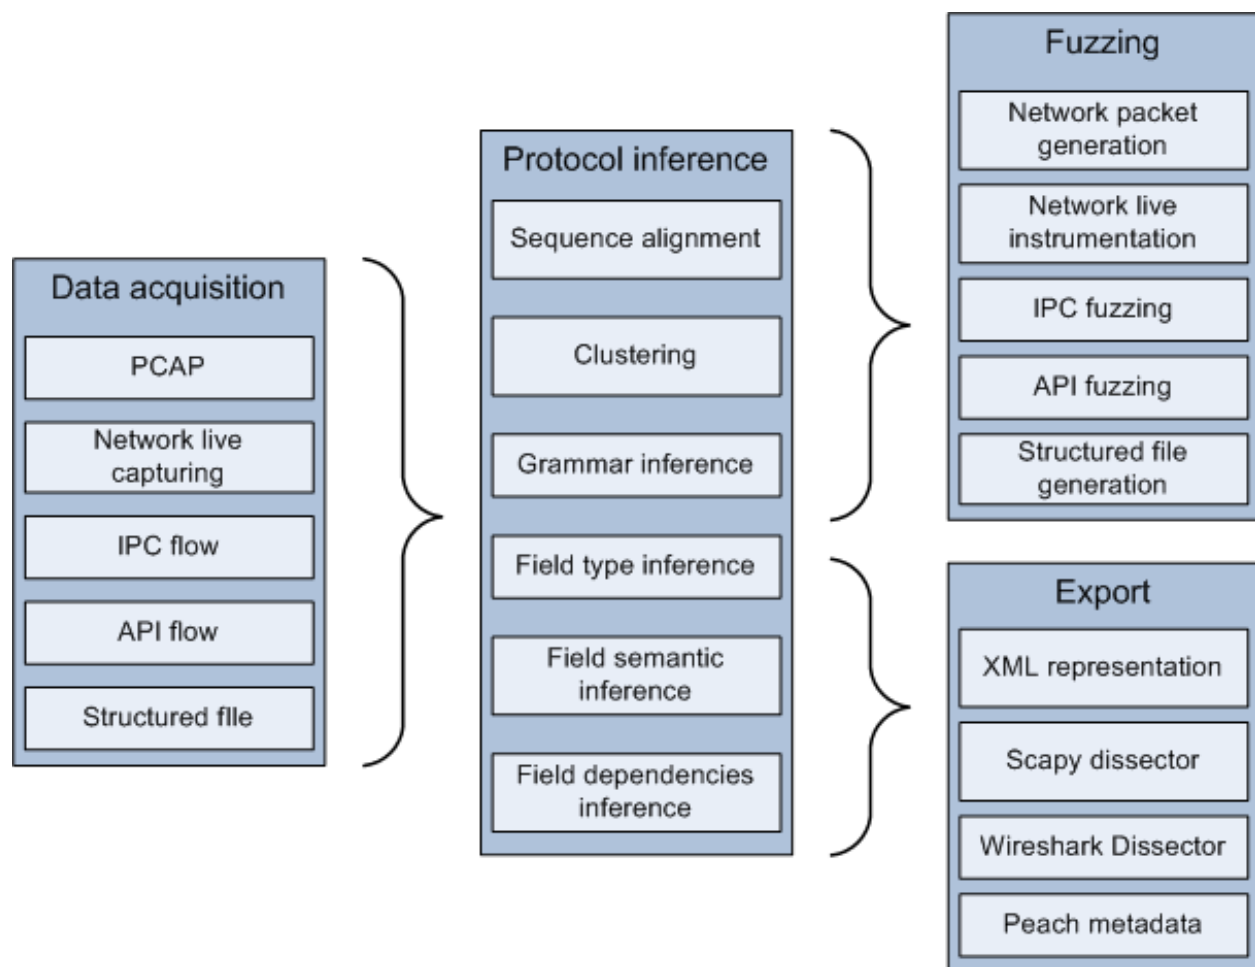 Data acquisition
PCAP
Network live
capturing
IPC flow
API flow
Structured flle
Protocol inference
Sequence alignment
Clustering
Grammar inference
Field type inference
Field semantic
inference
Field dependencies
inference
Fuzzing
Network packet
generation
Network live
instrumentation
IPC fuzzing
API fuzzing
Structured file
generation
Export
XML representation
Scapy dissector
Wireshark Dissector
Peach metadata